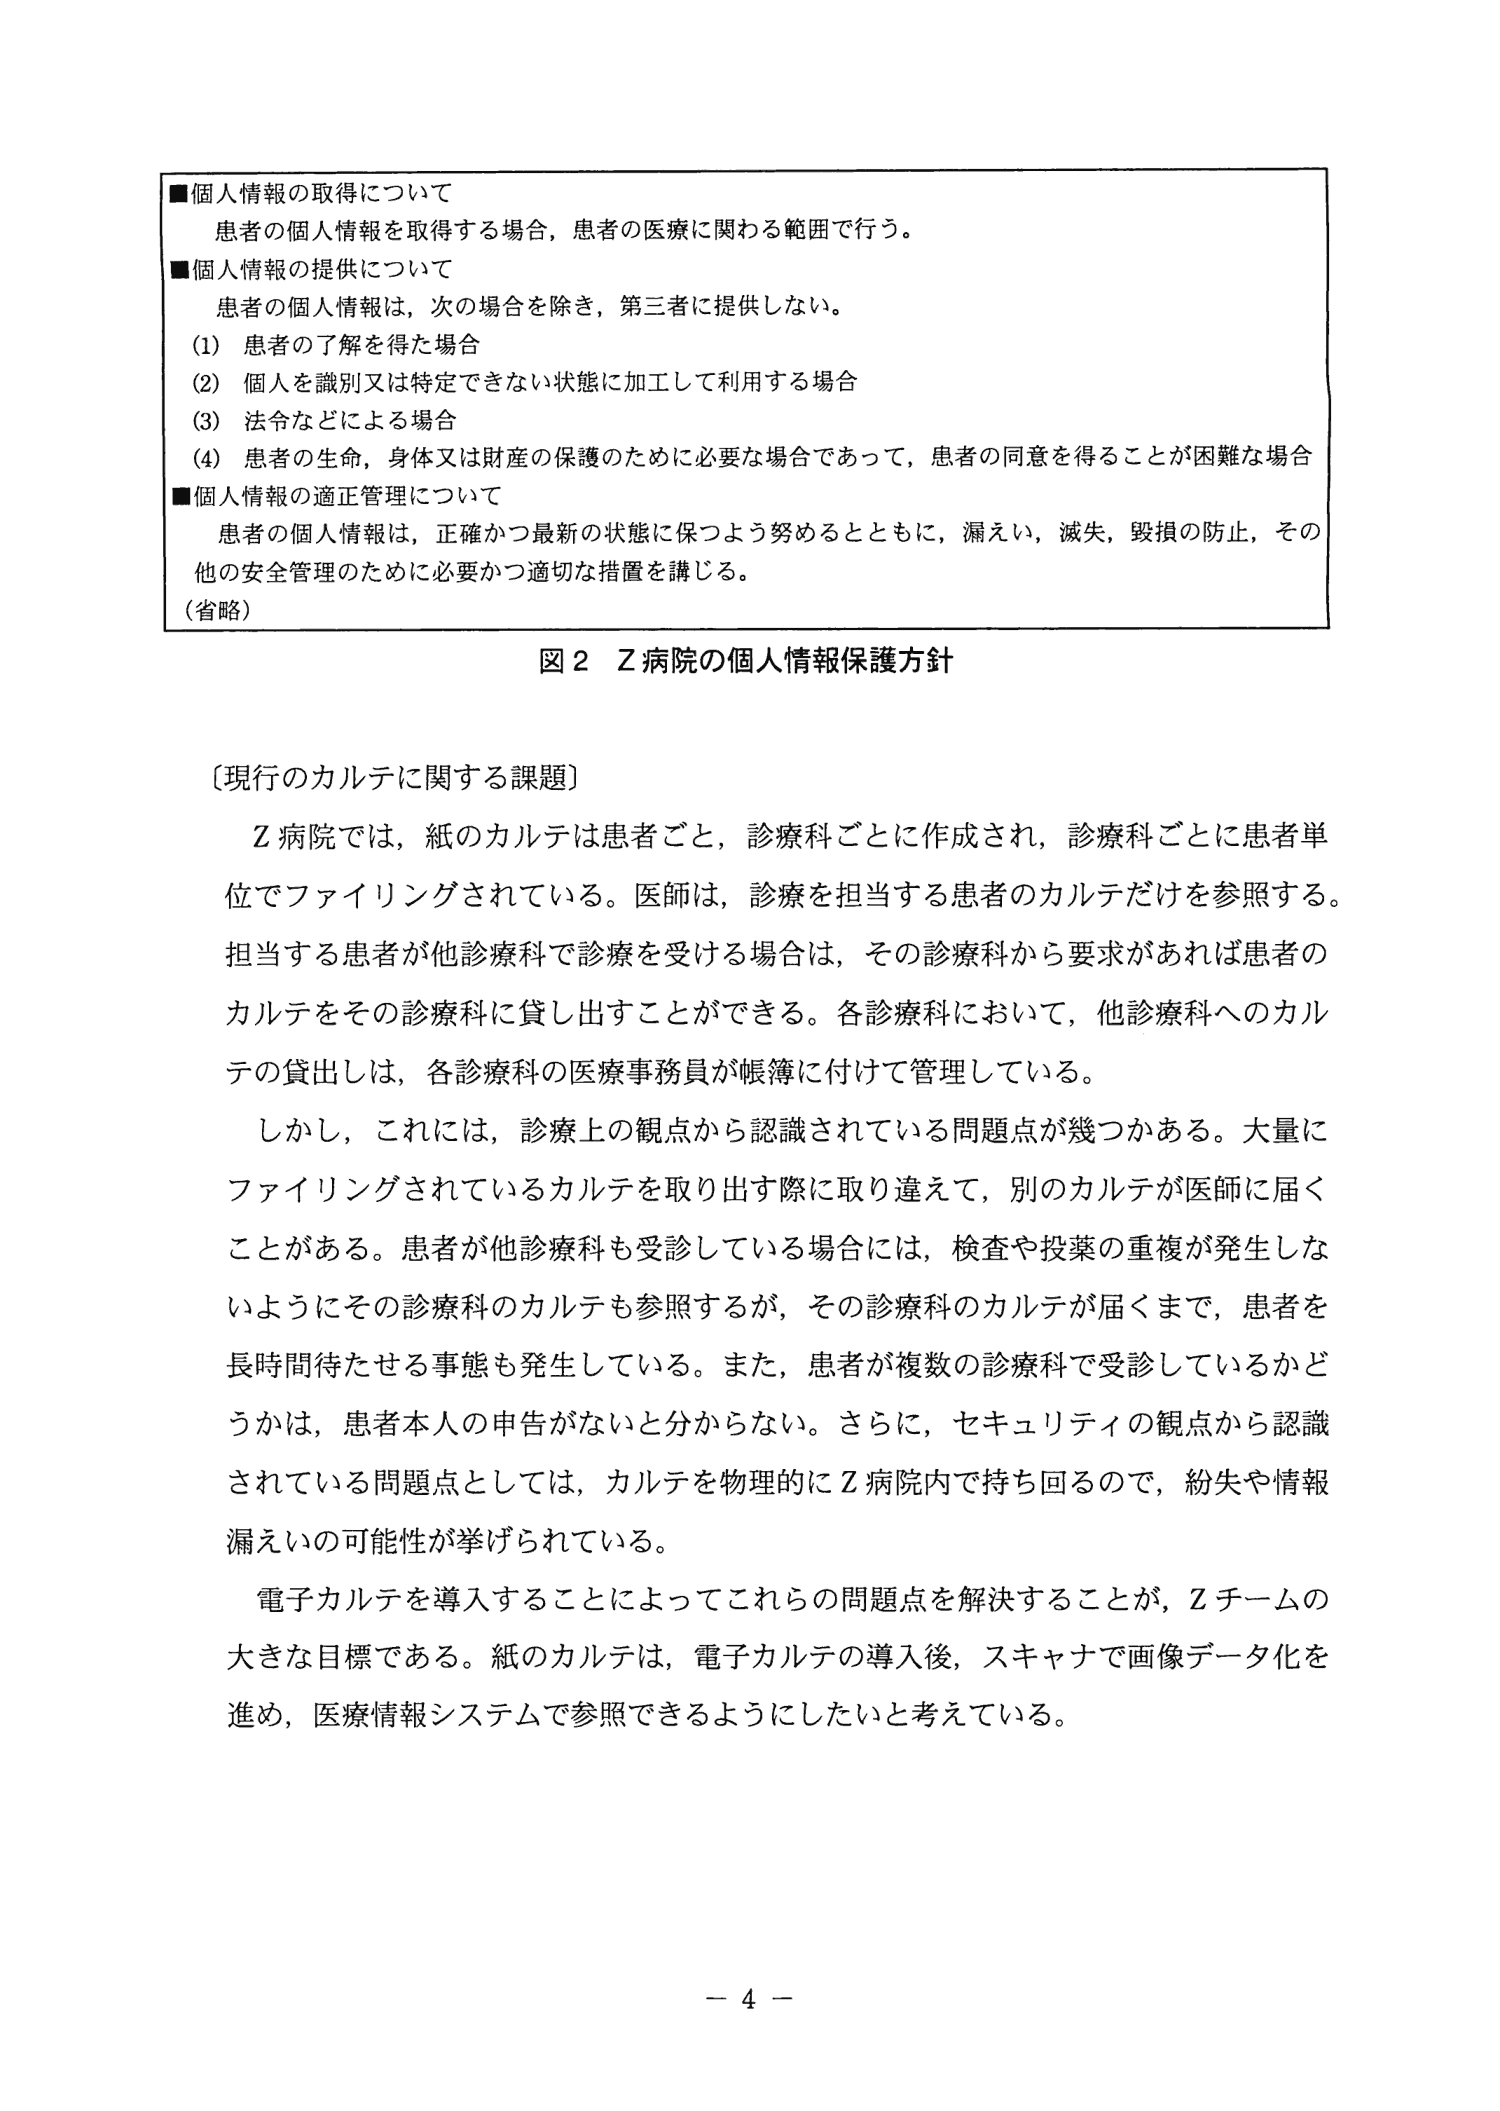 ■個人情報の取得について
患者の個人情報を取得する場合，患者の医療に関わる範囲で行う。
■個人情報の提供について
患者の個人情報は，次の場合を除き，第三者に提供しない。
(1) 患者の了解を得た場合
(2) 個人を識別又は特定できない状態に加工して利用する場合
(3) 法令などによる場合
(4) 患者の生命，身体又は財産の保護のために必要な場合であって，患者の同意を得ることが困難な場合
■個人情報の適正管理について
患者の個人情報は，正確かつ最新の状態に保つよう努めるとともに，漏えい，滅失，毀損の防止，その
他の安全管理のために必要かつ適切な措置を講じる。
（省略）
図２　Ｚ病院の個人情報保護方針
〔現行のカルテに関する課題〕
Z 病院では，紙のカルテは患者ごと，診療科ごとに作成され，診療科ごとに患者単
位でファイリングされている。医師は，診療を担当する患者のカルテだけを参照する。
担当する患者が他診療科で診療を受ける場合は，その診療科から要求があれば患者の
カルテをその診療科に貸し出すことができる。各診療科において，他診療科へのカル
テの貸出しは，各診療科の医療事務員が帳簿に付けて管理している。
しかし，これには，診療上の観点から認識されている問題点が幾つかある。大量に
ファイリングされているカルテを取り出す際に取り違えて，別のカルテが医師に届く
ことがある。患者が他診療科も受診している場合には，検査や投薬の重複が発生しな
いようにその診療科のカルテも参照するが，その診療科のカルテが届くまで，患者を
長時間待たせる事態も発生している。また，患者が複数の診療科で受診しているかど
うかは，患者本人の申告がないと分からない。さらに，セキュリティの観点から認識
されている問題点としては，カルテを物理的に Z 病院内で持ち回るので，紛失や情報
漏えいの可能性が挙げられている。
電子カルテを導入することによってこれらの問題点を解決することが，Z チームの
大きな目標である。紙のカルテは，電子カルテの導入後，スキャナで画像データ化を
進め，医療情報システムで参照できるようにしたいと考えている。
－ 4 －